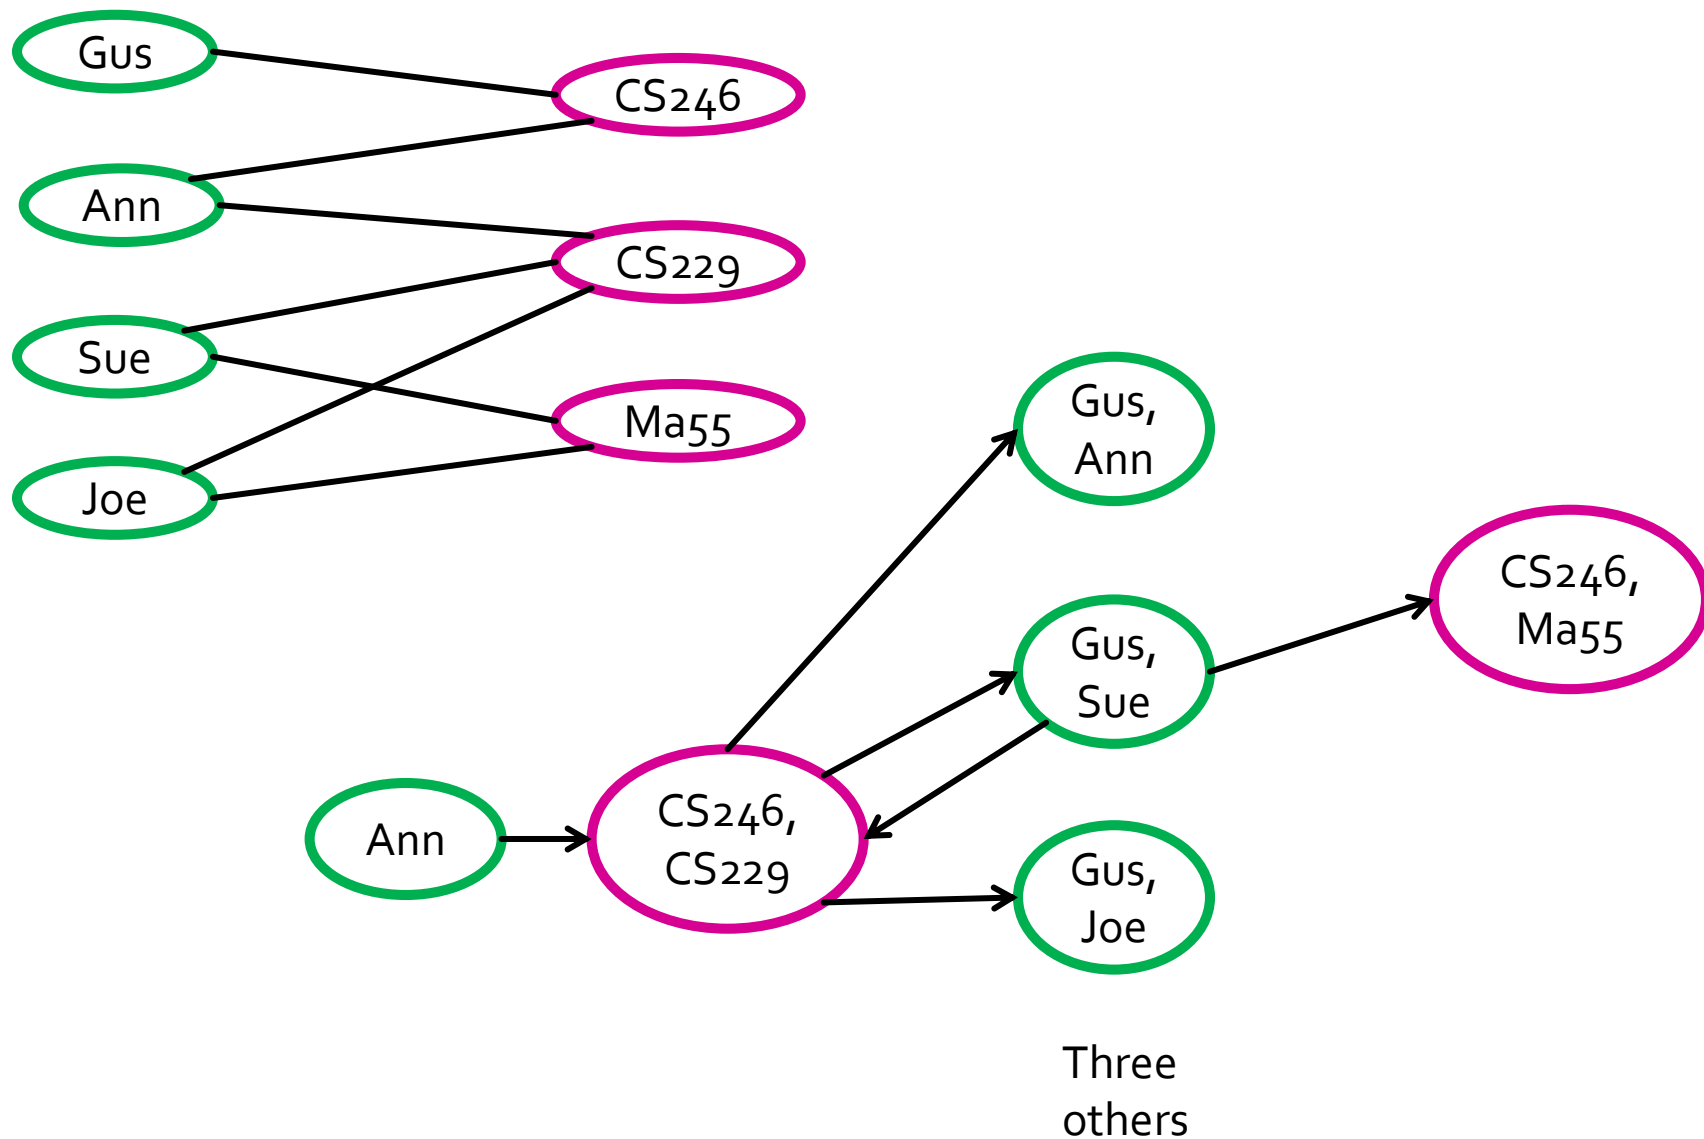 Gus
CS246
Ann
CS229
Sue
Ma55
Joe
Gus,
Ann
CS246,
Ma55
Gus,
Sue
Ann
CS246,
CS229
Gus,
Joe
Three
others